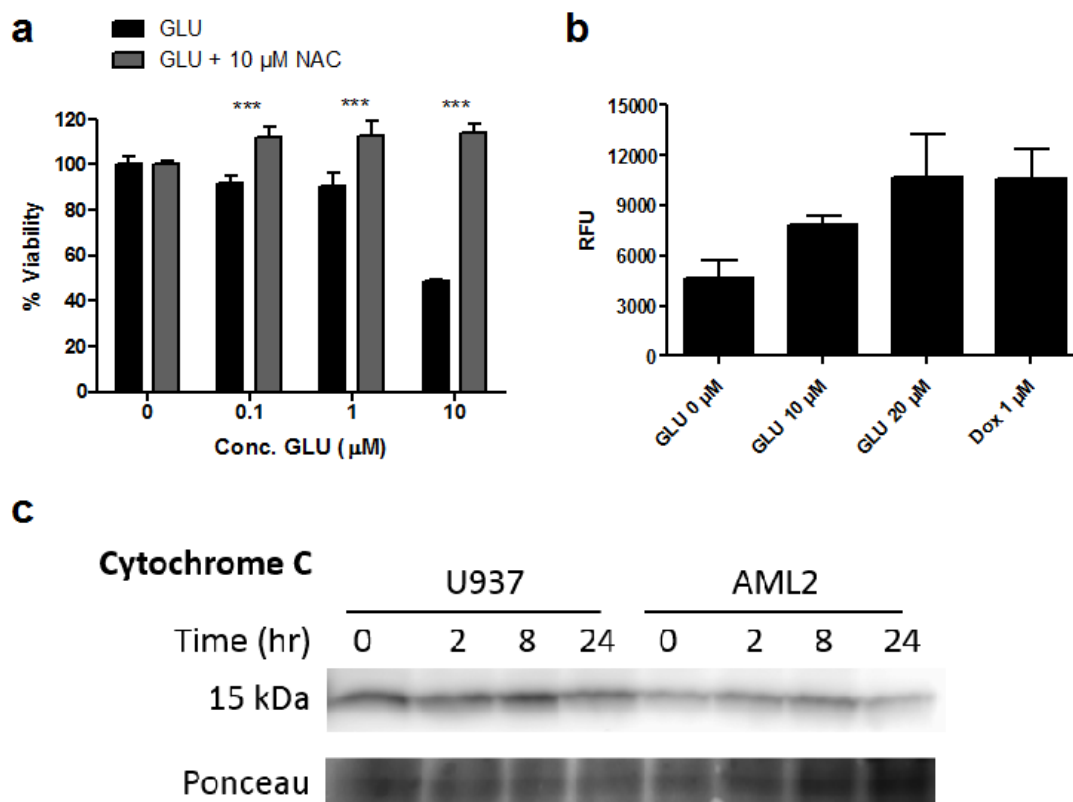 a
GLU
GLU + 10 µM NAC
*** *** ***
120
100
80
60
40
20
0
% Viability
0 0.1 1 10
Conc. GLU ( µM)
b
15000
12000
9000
6000
3000
0
RFU
GLU 0 µM
GLU 10 µM
GLU 20 µM
Dox 1 µM
c
Cytochrome C
U937 AML2
Time (hr) 0 2 8 24 0 2 8 24
15 kDa
Ponceau